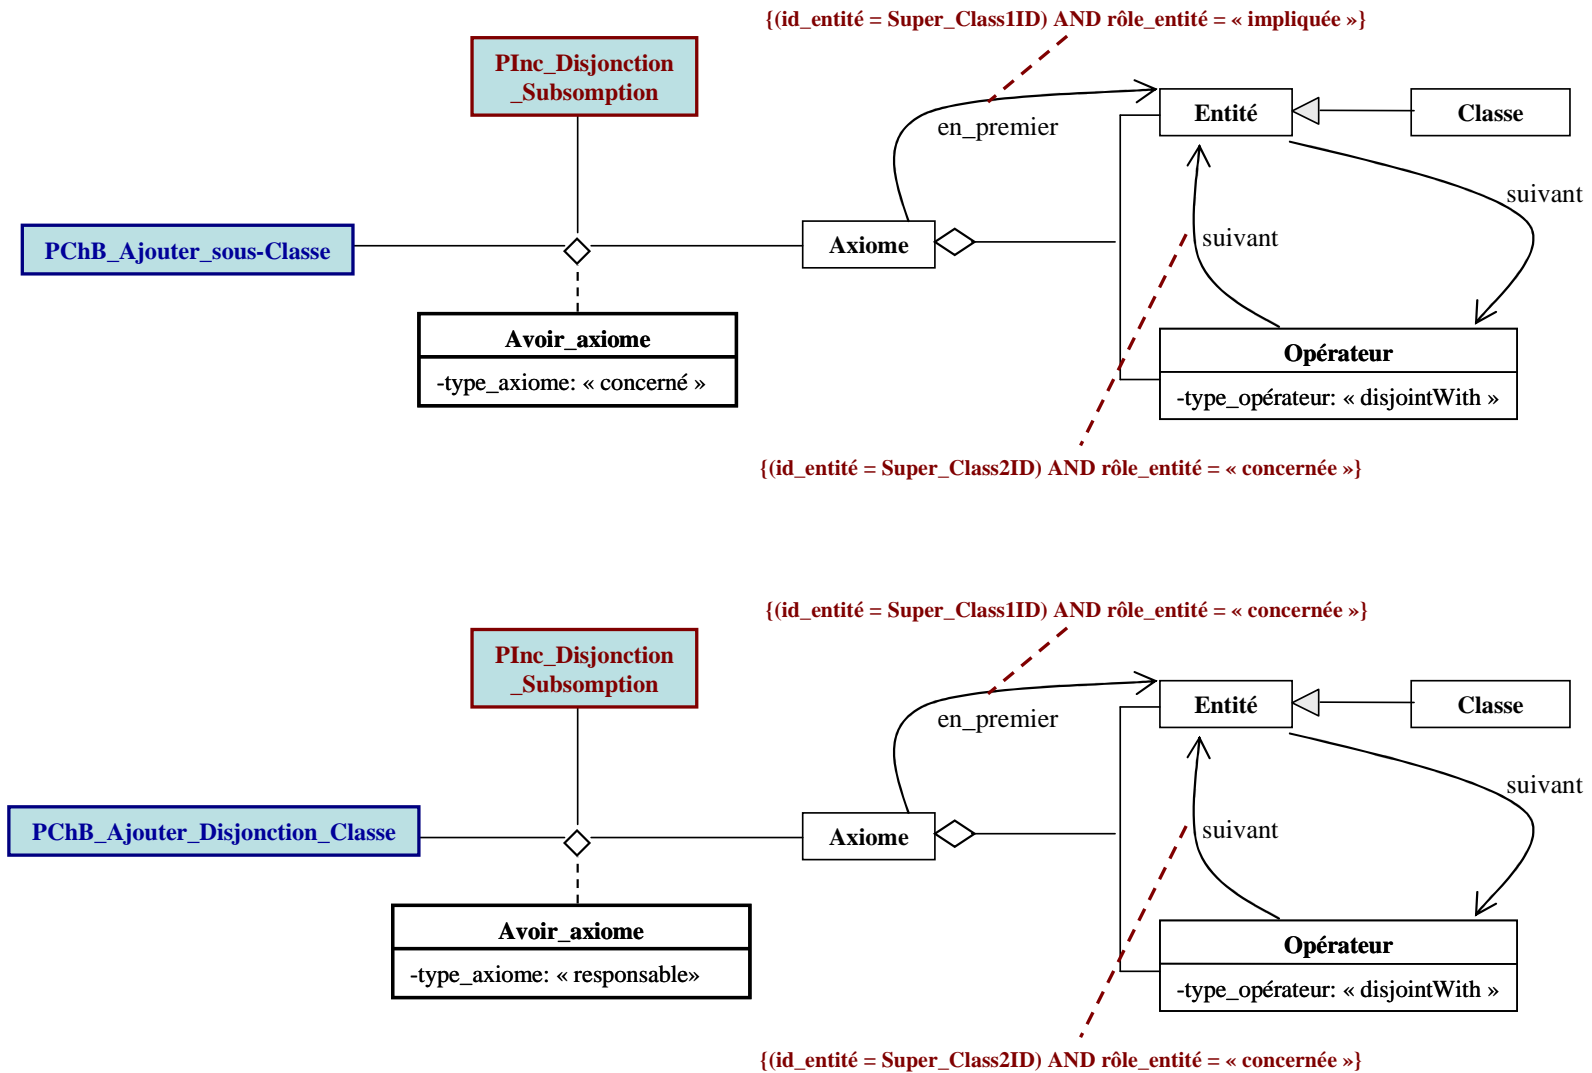 {(id_entité = Super_Class1ID) AND rôle_entité = « impliquée »}
PInc_Disjonction
_Subsomption
en_premier
Entité
Classe
suivant
PChB_Ajouter_sous-Classe
Axiome
suivant
Avoir_axiome
-type_axiome: « concerné »
Opérateur
-type_opérateur: « disjointWith »
{(id_entité = Super_Class2ID) AND rôle_entité = « concernée »}
{(id_entité = Super_Class1ID) AND rôle_entité = « concernée »}
PInc_Disjonction
_Subsomption
en_premier
Entité
Classe
suivant
PChB_Ajouter_Disjonction_Classe
Axiome
suivant
Avoir_axiome
-type_axiome: « responsable»
Opérateur
-type_opérateur: « disjointWith »
{(id_entité = Super_Class2ID) AND rôle_entité = « concernée »}